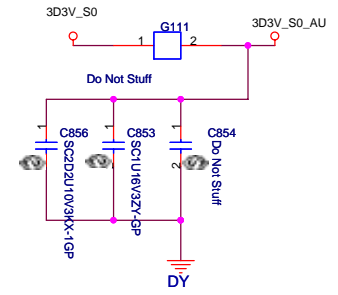 3D3V_S0
G111
3D3V_S0_AU
1
2
Do Not Stuff
1
C856
SC2D2U10V3KX-1GP
1
C853
SC1U16V3ZY-GP
1
2
C854
Do Not Stuff
DY